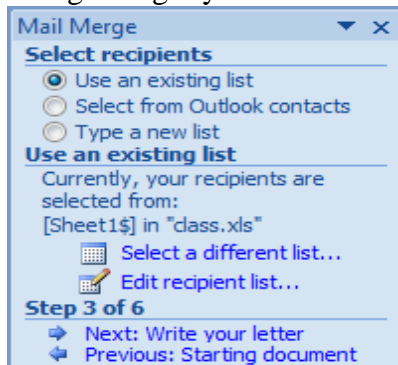 Mail Merge
Select recipients
Use an existing list
Select from Outlook contacts
Type a new list
Use an existing list
Currently, your recipients are
selected from:
[Sheet1$] in "class.xls"
Select a different list...
Edit recipient list...
Step 3 of 6
Next: Write your letter
Previous: Starting document